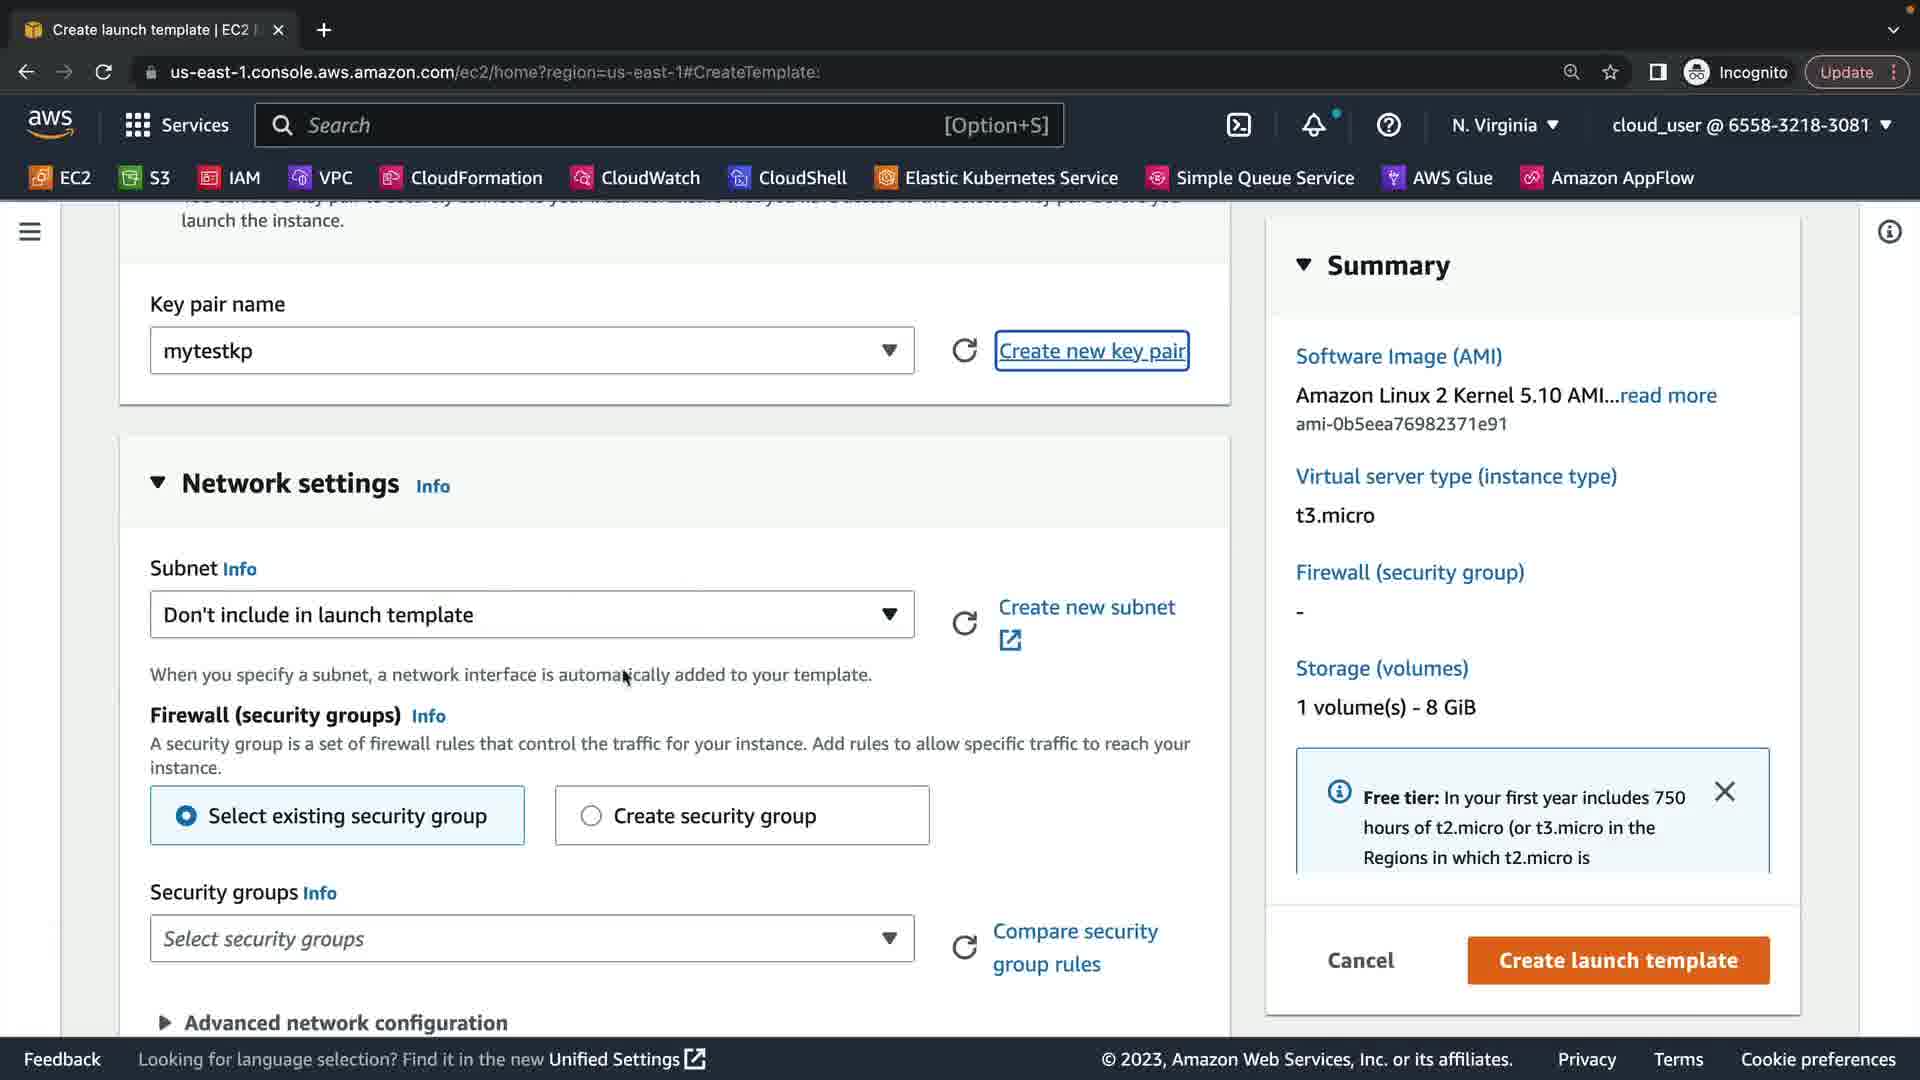 Create launch template | EC2
us-east-1.console.aws.amazon.com/ec2/home?region=us-east-1#CreateTemplate:
Incognito
Update
aws
Services
Search
[Option+S]
N. Virginia
cloud_user @ 6558-3218-3081
EC2
S3
IAM
VPC
CloudFormation
CloudWatch
CloudShell
Elastic Kubernetes Service
Simple Queue Service
AWS Glue
Amazon AppFlow
launch the instance.
Key pair name
mytestkp
Create new key pair
Network settings Info
Subnet Info
Don't include in launch template
Create new subnet
When you specify a subnet, a network interface is automatically added to your template.
Firewall (security groups) Info
A security group is a set of firewall rules that control the traffic for your instance. Add rules to allow specific traffic to reach your
instance.
Select existing security group
Create security group
Security groups Info
Select security groups
Compare security
group rules
Advanced network configuration
Summary
Software Image (AMI)
Amazon Linux 2 Kernel 5.10 AMI...read more
ami-0b5eea76982371e91
Virtual server type (instance type)
t3.micro
Firewall (security group)
-
Storage (volumes)
1 volume(s) - 8 GiB
Free tier: In your first year includes 750
hours of t2.micro (or t3.micro in the
Regions in which t2.micro is
Cancel
Create launch template
Feedback
Looking for language selection? Find it in the new Unified Settings
© 2023, Amazon Web Services, Inc. or its affiliates.
Privacy
Terms
Cookie preferences